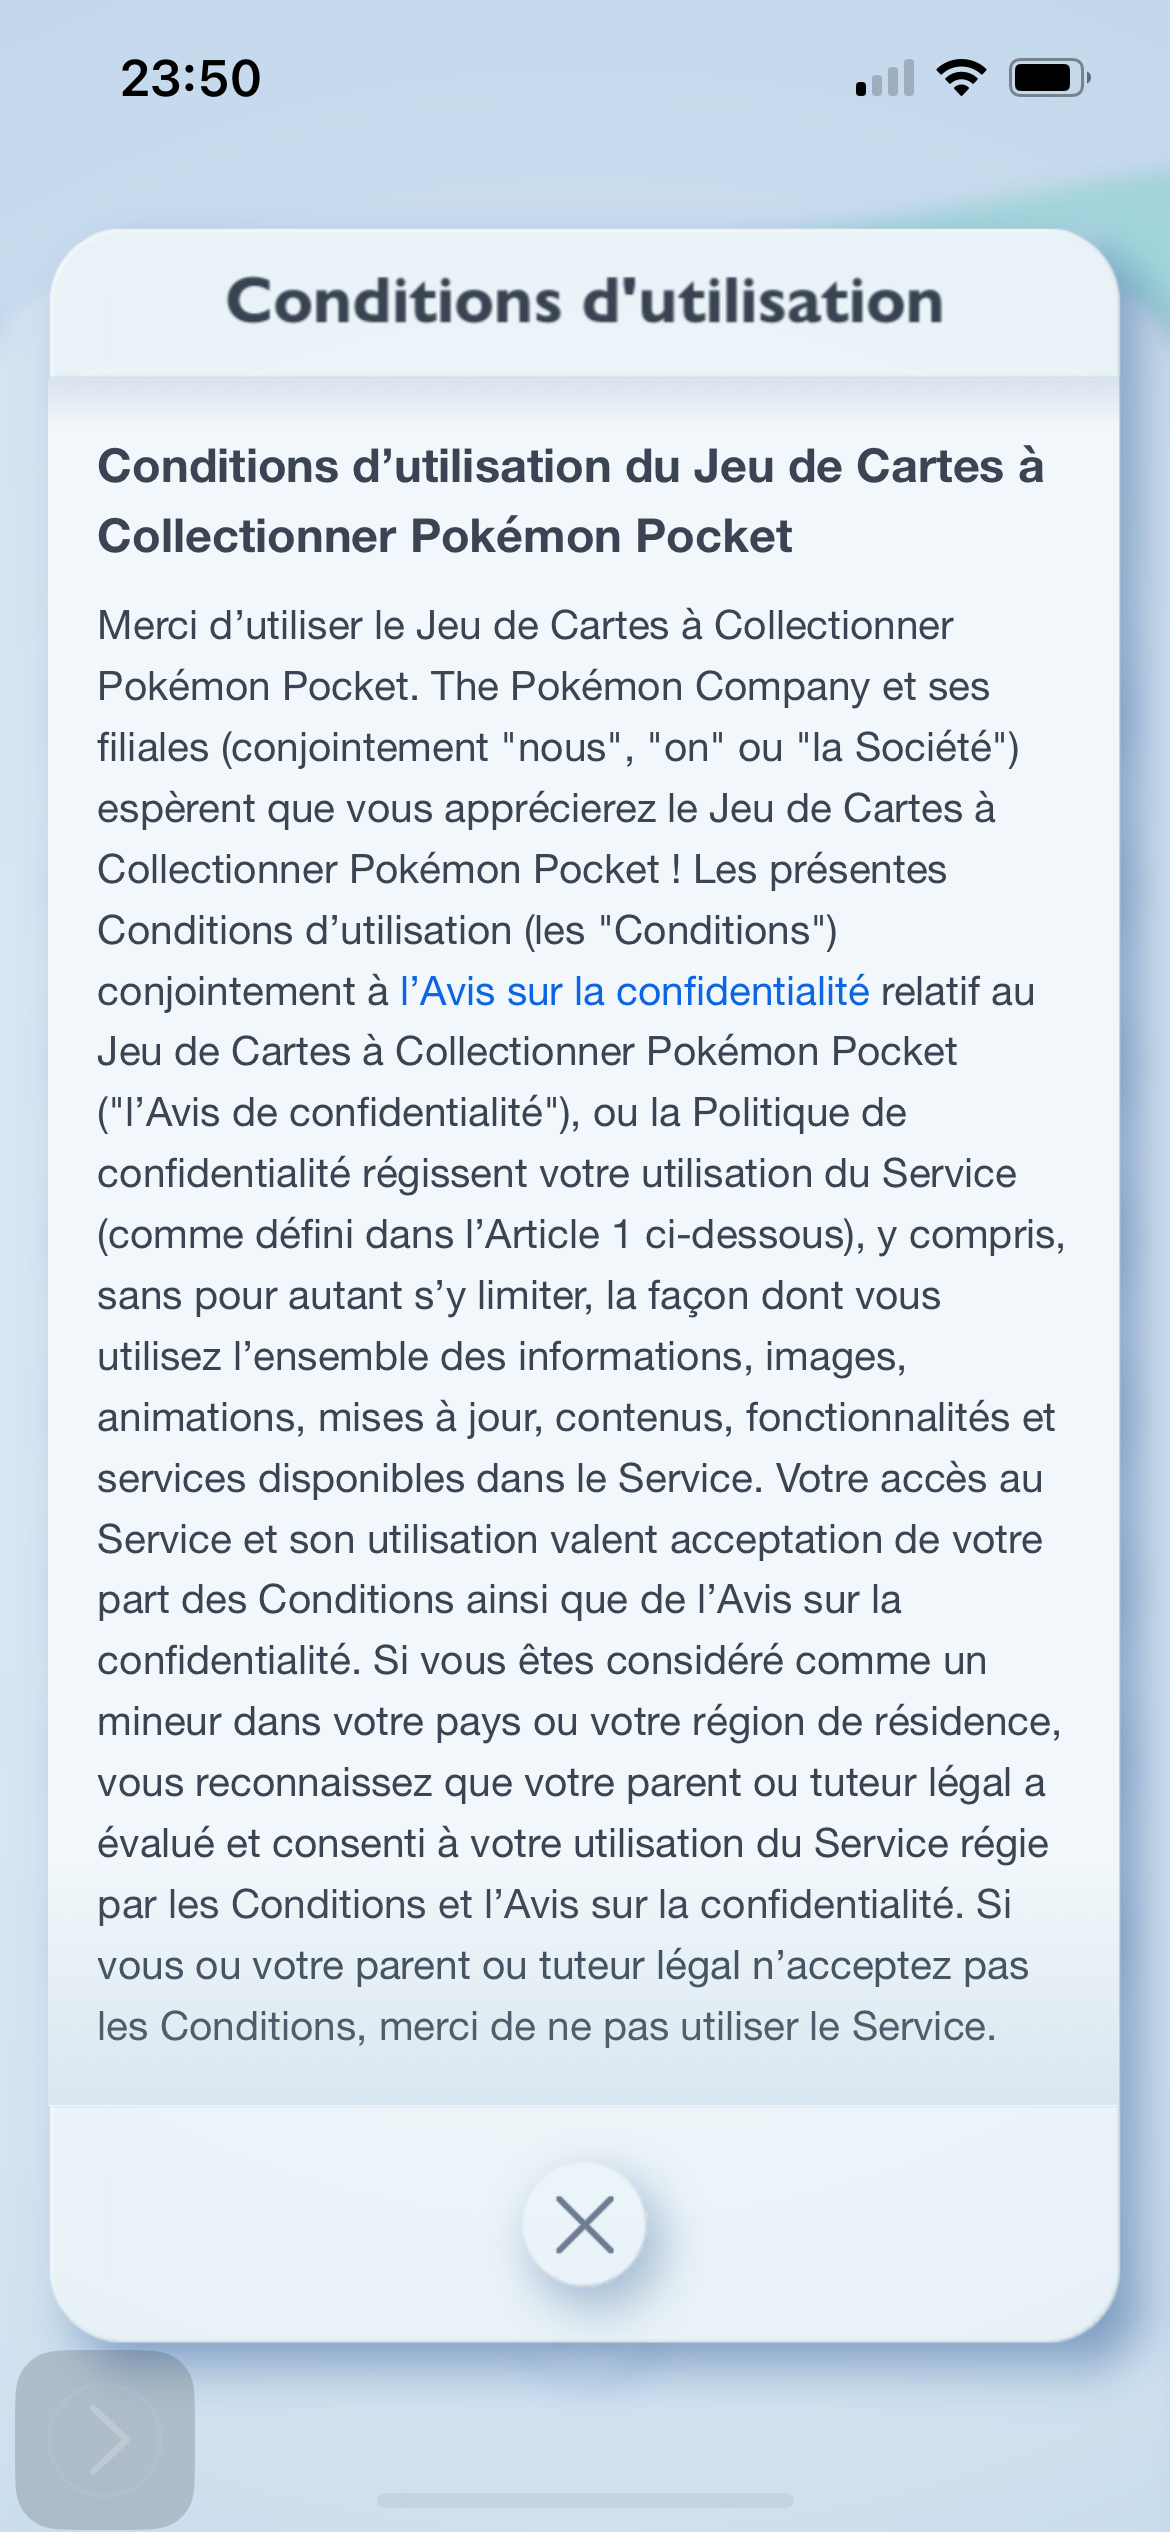 23:50
Conditions d'utilisation
Conditions d’utilisation du Jeu de Cartes à
Collectionner Pokémon Pocket
Merci d’utiliser le Jeu de Cartes à Collectionner
Pokémon Pocket. The Pokémon Company et ses
filiales (conjointement "nous", "on" ou "la Société")
espèrent que vous apprécierez le Jeu de Cartes à
Collectionner Pokémon Pocket ! Les présentes
Conditions d’utilisation (les "Conditions")
conjointement à l’Avis sur la confidentialité relatif au
Jeu de Cartes à Collectionner Pokémon Pocket
("l’Avis de confidentialité"), ou la Politique de
confidentialité régissent votre utilisation du Service
(comme défini dans l’Article 1 ci-dessous), y compris,
sans pour autant s’y limiter, la façon dont vous
utilisez l’ensemble des informations, images,
animations, mises à jour, contenus, fonctionnalités et
services disponibles dans le Service. Votre accès au
Service et son utilisation valent acceptation de votre
part des Conditions ainsi que de l’Avis sur la
confidentialité. Si vous êtes considéré comme un
mineur dans votre pays ou votre région de résidence,
vous reconnaissez que votre parent ou tuteur légal a
évalué et consenti à votre utilisation du Service régie
par les Conditions et l’Avis sur la confidentialité. Si
vous ou votre parent ou tuteur légal n’acceptez pas
les Conditions, merci de ne pas utiliser le Service.